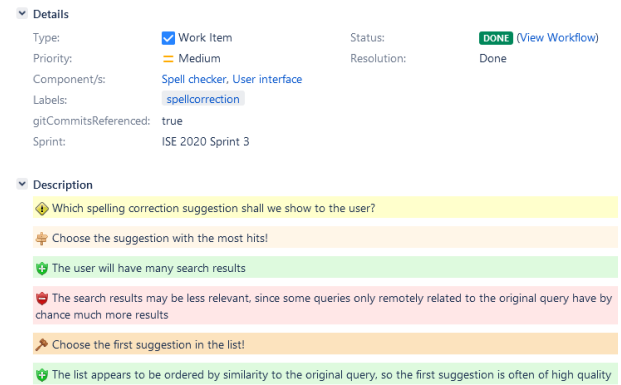 Details
Type: Work Item Status: DONE (View Workflow)
Priority: Medium Resolution: Done
Component/s: Spell checker, User interface
Labels: spellcorrection
gitCommitsReferenced: true
Sprint: ISE 2020 Sprint 3
Description
Which spelling correction suggestion shall we show to the user?
Choose the suggestion with the most hits!
The user will have many search results
The search results may be less relevant, since some queries only remotely related to the original query have by
chance much more results
Choose the first suggestion in the list!
The list appears to be ordered by similarity to the original query, so the first suggestion is often of high quality